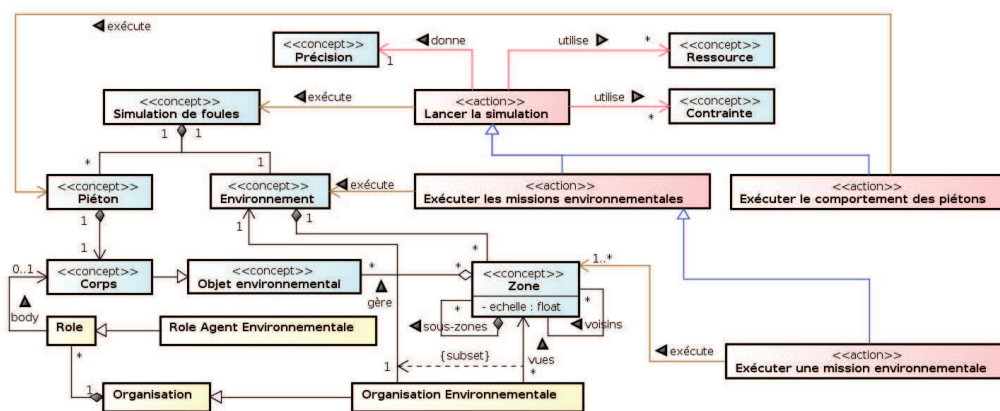 exécute
<<concept>>
Précision
1
donne
utilise
*
<<concept>>
Ressource
<<concept>>
Simulation de foules
1
1
exécute
<<action>>
Lancer la simulation
utilise
*
<<concept>>
Contrainte
*
1
<<concept>>
Piéton
1
1
<<concept>>
Environnement
1
1
exécute
<<action>>
Exécuter les missions environnementales
<<action>>
Exécuter le comportement des piétons
0..1
<<concept>>
Corps
<<concept>>
Objet environnemental
*
gère
*
*
<<concept>>
Zone
- echelle : float
1..*
*
*
sous-zones
voisins
body
Role
*
Role Agent Environnementale
{subset}
vues
*
1
exécute
<<action>>
Exécuter une mission environnementale
1
Organisation
Organisation Environnementale